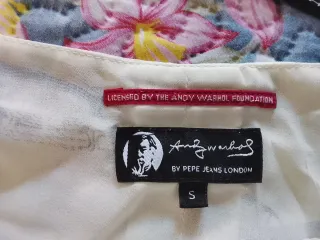 LICENSED BY THE ANDY WARHOL FOUNDATION
Andy Warhol
BY PEPE JEANS LONDON
S